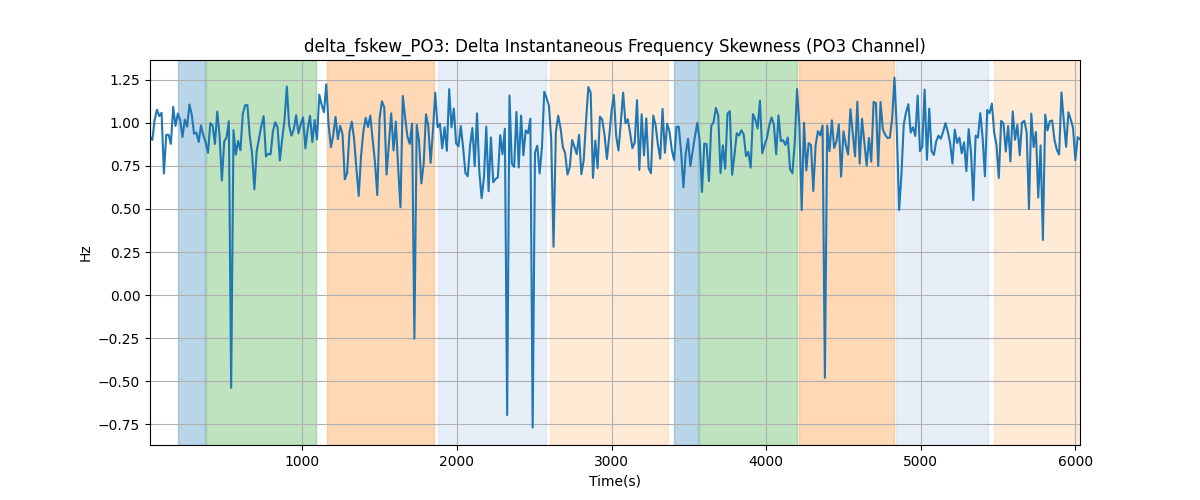 delta_fskew_PO3: Delta Instantaneous Frequency Skewness (PO3 Channel)
1.25
1.00
0.75
0.50
0.25
0.00
−0.25
−0.50
−0.75
Hz
1000 2000 3000 4000 5000 6000
Time(s)